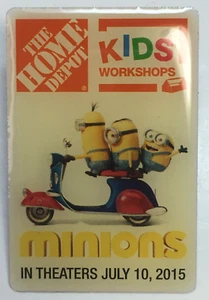 THE
HOME
DEPOT
KIDS
WORKSHOPS
minions
IN THEATERS JULY 10, 2015